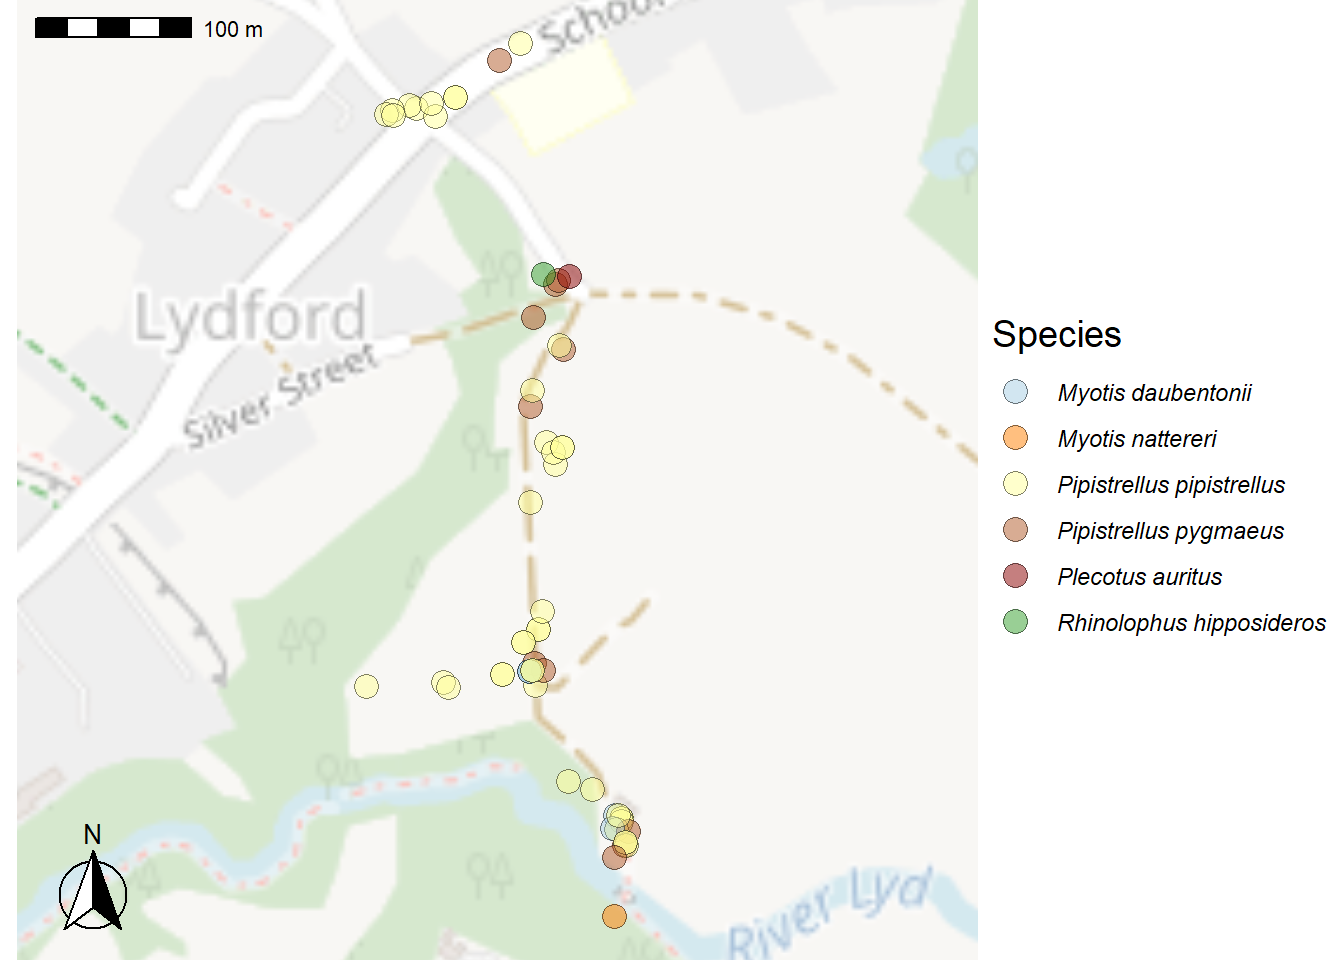 100 m
School
Lydford
Silver Street
River Lyd
N
Species
Myotis daubentonii
Myotis nattereri
Pipistrellus pipistrellus
Pipistrellus pygmaeus
Plecotus auritus
Rhinolophus hipposideros